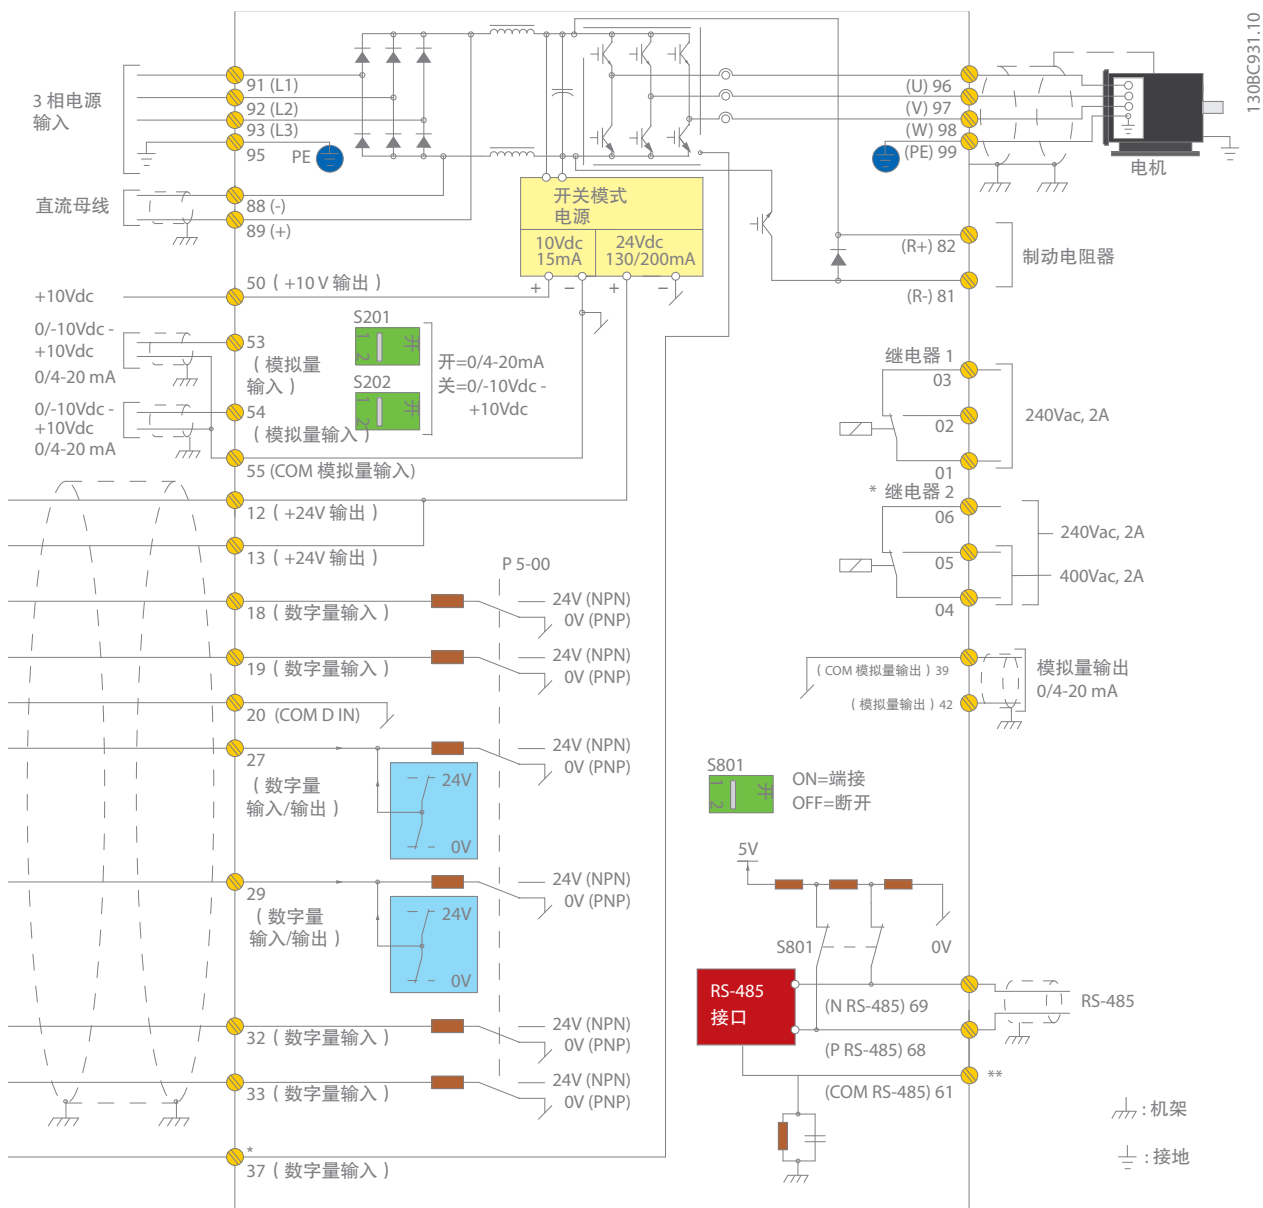 130BC931.10
3 相电源
输入
91 (L1)
92 (L2)
93 (L3)
95
PE
直流母线
88 (-)
89 (+)
+10Vdc
50（+10 V 输出）
0/-10Vdc -
+10Vdc
0/4-20 mA
53
（模拟量
输入）
0/-10Vdc -
+10Vdc
0/4-20 mA
54
（模拟量输入）
55 (COM 模拟量输入)
12（+24V 输出）
13（+24V 输出）
18（数字量输入）
19（数字量输入）
20 (COM D IN)
27
（数字量
输入/输出）
24V
0V
29
（数字量
输入/输出）
24V
0V
32（数字量输入）
33（数字量输入）
*
37（数字量输入）
开关模式
电源
10Vdc
15mA
24Vdc
130/200mA
+ − + −
S201
1 2 开
S202
1 2 开
开=0/4-20mA
关=0/-10Vdc -
+10Vdc
P 5-00
24V (NPN)
0V (PNP)
24V (NPN)
0V (PNP)
24V (NPN)
0V (PNP)
24V (NPN)
0V (PNP)
24V (NPN)
0V (PNP)
24V (NPN)
0V (PNP)
(U) 96
(V) 97
(W) 98
(PE) 99
电机
(R+) 82
(R-) 81
制动电阻器
继电器 1
03
02
01
240Vac, 2A
* 继电器 2
06
05
04
240Vac, 2A
400Vac, 2A
（COM 模拟量输出）39
（模拟量输出）42
模拟量输出
0/4-20 mA
S801
1 2 开
ON=端接
OFF=断开
5V
S801
0V
RS-485
接口
(N RS-485) 69
(P RS-485) 68
(COM RS-485) 61
RS-485
**
: 机架
: 接地